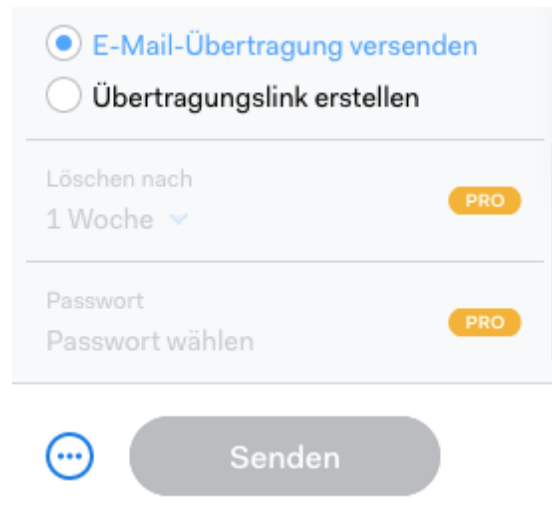 E-Mail-Übertragung versenden
Übertragungslink erstellen
Löschen nach
PRO
1 Woche
Passwort
PRO
Passwort wählen
Senden